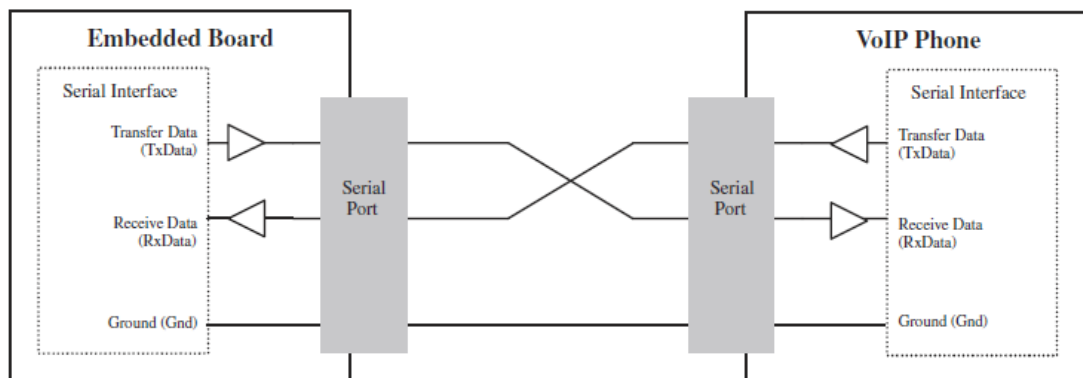 Embedded Board
Serial Interface
Transfer Data
(TxData)
Receive Data
(RxData)
Ground (Gnd)
Serial
Port
Serial
Port
VoIP Phone
Serial Interface
Transfer Data
(TxData)
Receive Data
(RxData)
Ground (Gnd)